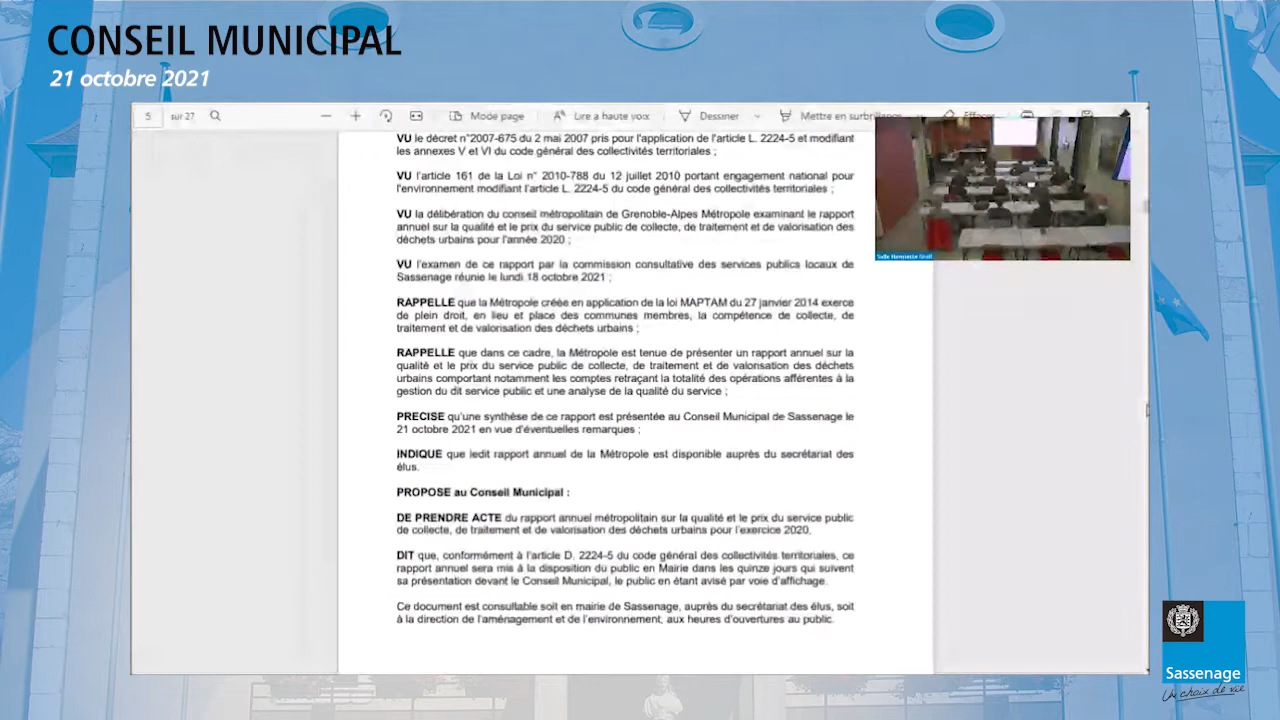 CONSEIL MUNICIPAL
21 octobre 2021
5 sur 27
Mode page
Lire à haute voix
Dessiner
Mettre en surbrillance
Effacer
VU le décret n°2007-675 du 2 mai 2007 pris pour l'application de l'article L. 2224-5 et modifiant
les annexes V et VI du code général des collectivités territoriales ;
VU l'article 161 de la Loi n° 2010-788 du 12 juillet 2010 portant engagement national pour
l'environnement modifiant l'article L. 2224-5 du code général des collectivités territoriales ;
VU la délibération du conseil métropolitain de Grenoble-Alpes Métropole examinant le rapport
annuel sur la qualité et le prix du service public de collecte, de traitement et de valorisation des
déchets urbains pour l'année 2020 ;
VU l'examen de ce rapport par la commission consultative des services publics locaux de
Sassenage réunie le lundi 18 octobre 2021 ;
RAPPELLE que la Métropole créée en application de la loi MAPTAM du 27 janvier 2014 exerce
de plein droit, en lieu et place des communes membres, la compétence de collecte, de
traitement et de valorisation des déchets urbains ;
RAPPELLE que dans ce cadre, la Métropole est tenue de présenter un rapport annuel sur la
qualité et le prix du service public de collecte, de traitement et de valorisation des déchets
urbains comportant notamment les comptes retraçant la totalité des opérations afférentes à la
gestion du dit service public et une analyse de la qualité du service ;
PRECISE qu'une synthèse de ce rapport est présentée au Conseil Municipal de Sassenage le
21 octobre 2021 en vue d'éventuelles remarques ;
INDIQUE que ledit rapport annuel de la Métropole est disponible auprès du secrétariat des
élus.
PROPOSE au Conseil Municipal :
DE PRENDRE ACTE du rapport annuel métropolitain sur la qualité et le prix du service public
de collecte, de traitement et de valorisation des déchets urbains pour l'exercice 2020.
DIT que, conformément à l'article D. 2224-5 du code général des collectivités territoriales, ce
rapport annuel sera mis à la disposition du public en Mairie dans les quinze jours qui suivent
sa présentation devant le Conseil Municipal, le public en étant avisé par voie d'affichage.
Ce document est consultable soit en mairie de Sassenage, auprès du secrétariat des élus, soit
à la direction de l'aménagement et de l'environnement, aux heures d'ouvertures au public.
Sassenage
Un choix de vie